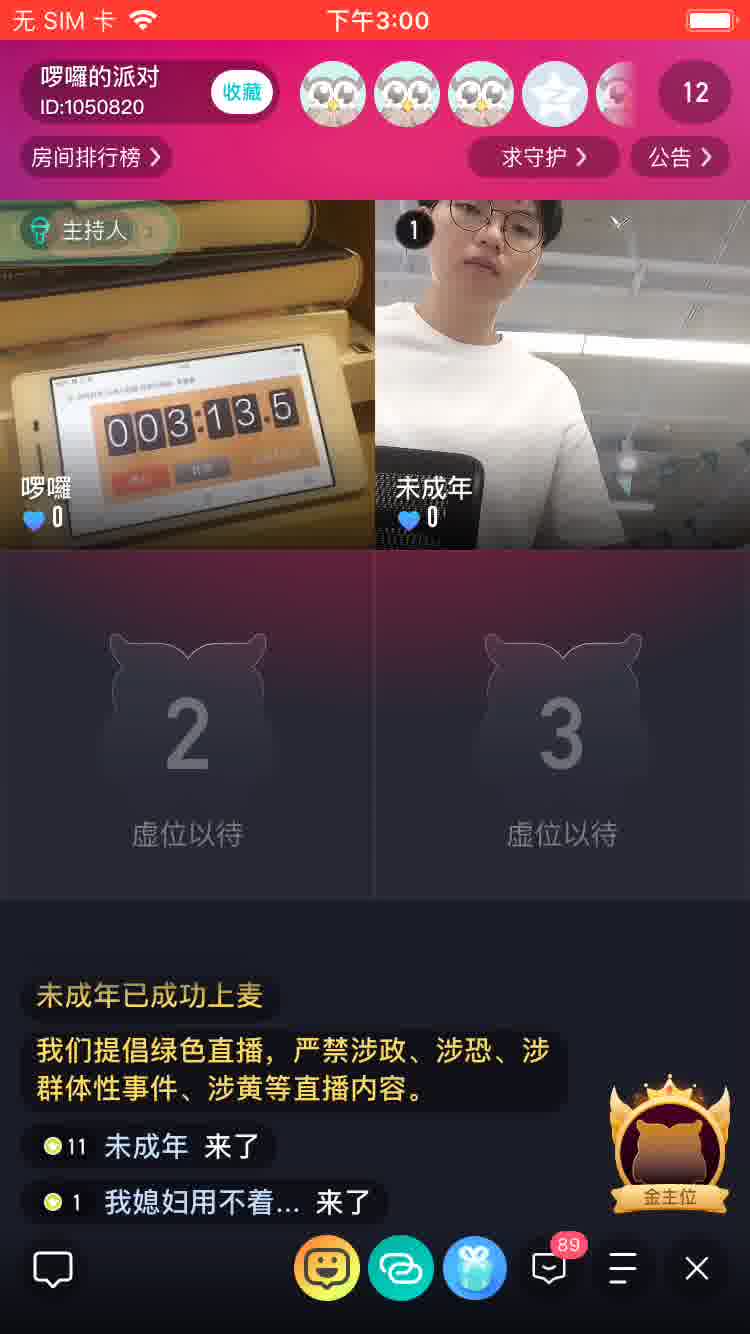 无 SIM 卡
下午3:00
啰囉的派对
ID:1050820
收藏
12
房间排行榜
求守护
公告
主持人
1
003:13.5
啰囉
0
未成年
0
2
3
虚位以待
虚位以待
未成年已成功上麦
我们提倡绿色直播，严禁涉政、涉恐、涉
群体性事件、涉黄等直播内容。
11 未成年 来了
1 我媳妇用不着... 来了
金主位
89